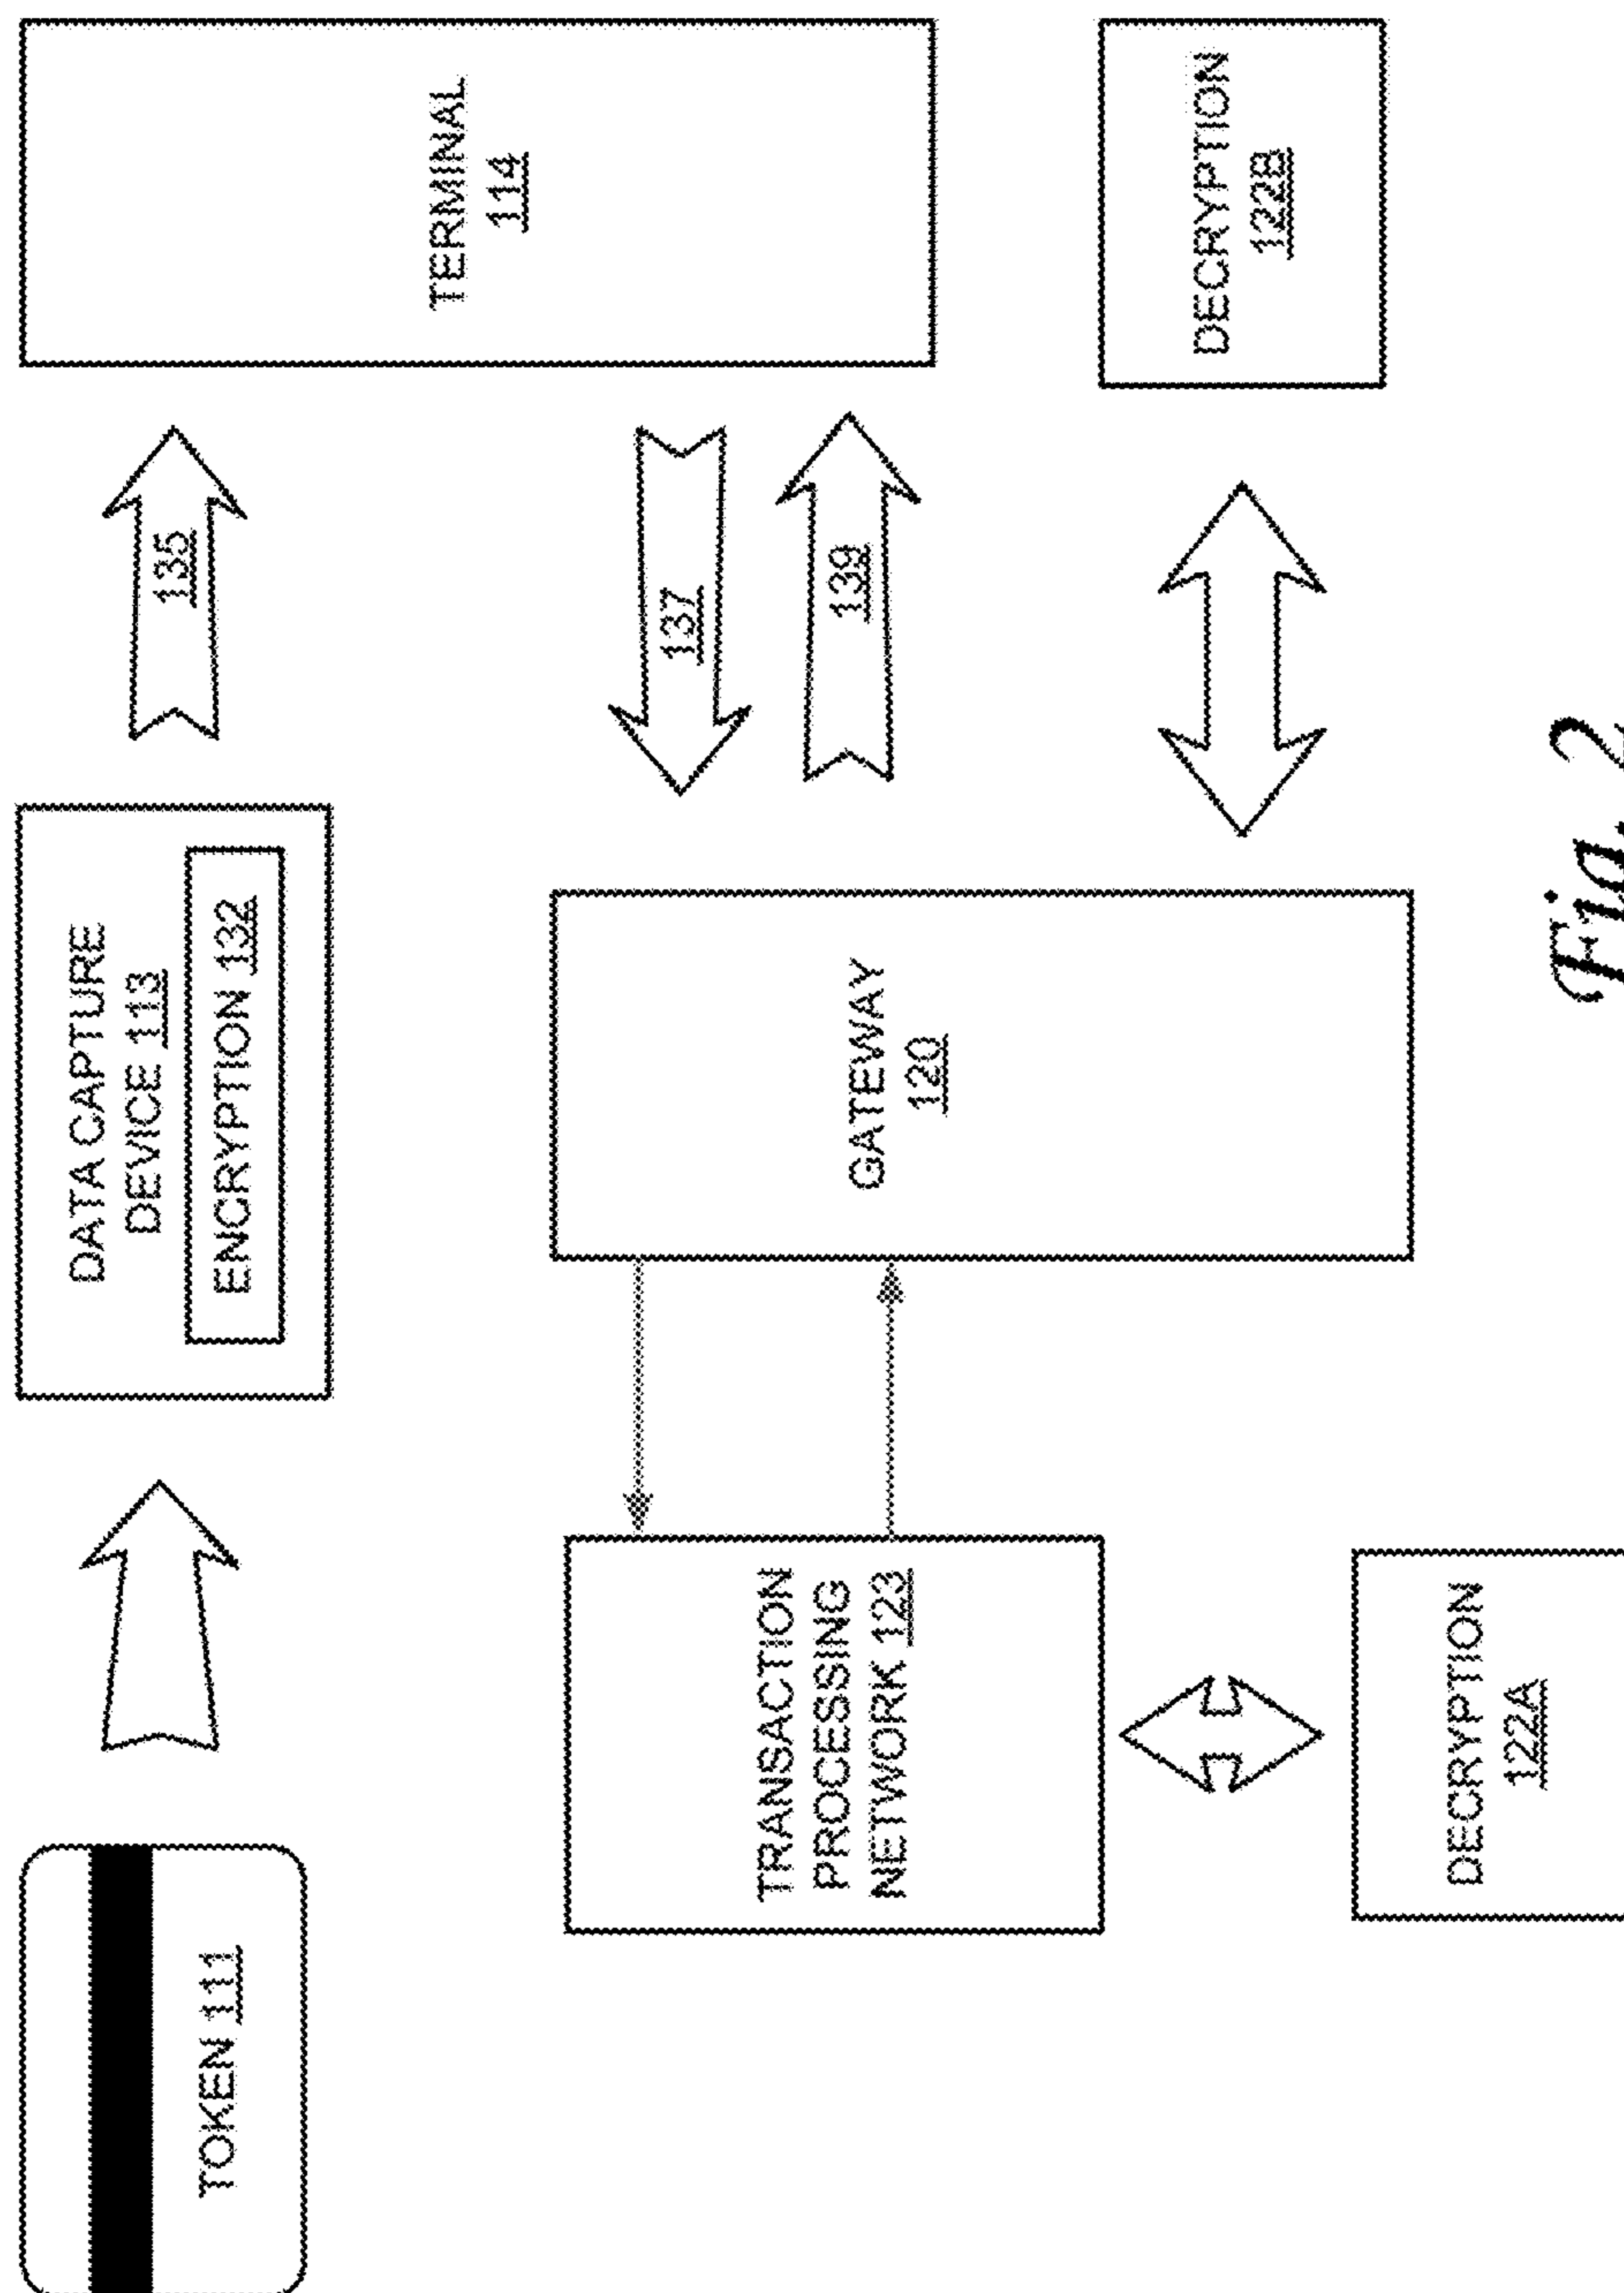 TOKEN 111
DATA CAPTURE
DEVICE 113
ENCRYPTION 132
135
TERMINAL
114
TRANSACTION
PROCESSING
NETWORK 123
GATEWAY
120
137
139
DECRYPTION
122A
DECRYPTION
122B
Fig. 2